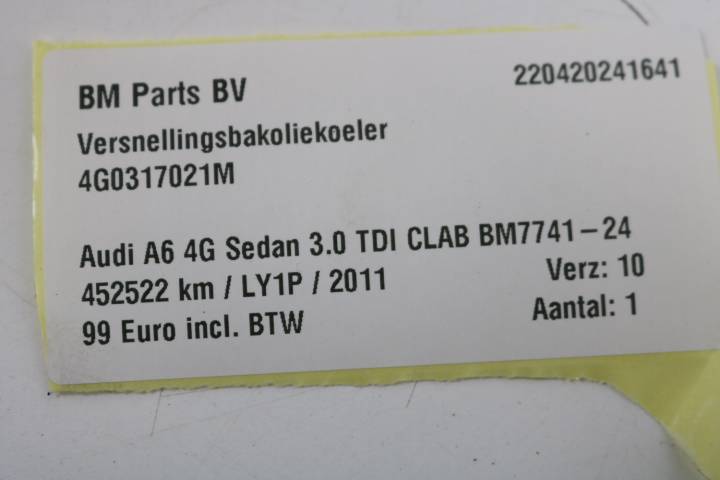 BM Parts BV 220420241641
Versnellingsbakoliekoeler
4G0317021M
Audi A6 4G Sedan 3.0 TDI CLAB BM7741-24
452522 km / LY1P / 2011 Verz: 10
99 Euro incl. BTW Aantal: 1